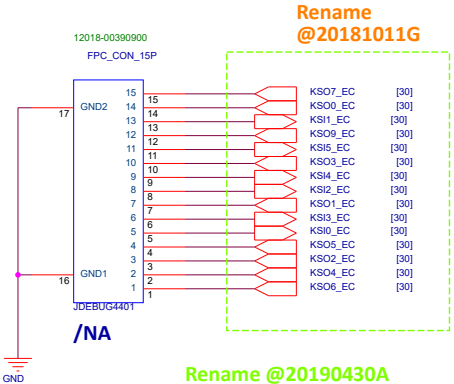 Rename
@20181011G
12018-00390900
FPC_CON_15P
15 15 KSO7_EC [30]
17 GND2 14 14 KSO0_EC [30]
13 13 KSI1_EC [30]
12 12 KSO9_EC [30]
11 11 KSI5_EC [30]
10 10 KSO3_EC [30]
9 9 KSI4_EC [30]
8 8 KSI2_EC [30]
7 7 KSO1_EC [30]
6 6 KSI3_EC [30]
5 5 KSI0_EC [30]
4 4 KSO5_EC [30]
3 3 KSO2_EC [30]
16 GND1 2 2 KSO4_EC [30]
1 1 KSO6_EC [30]
JDEBUG4401
/NA
GND
Rename @20190430A